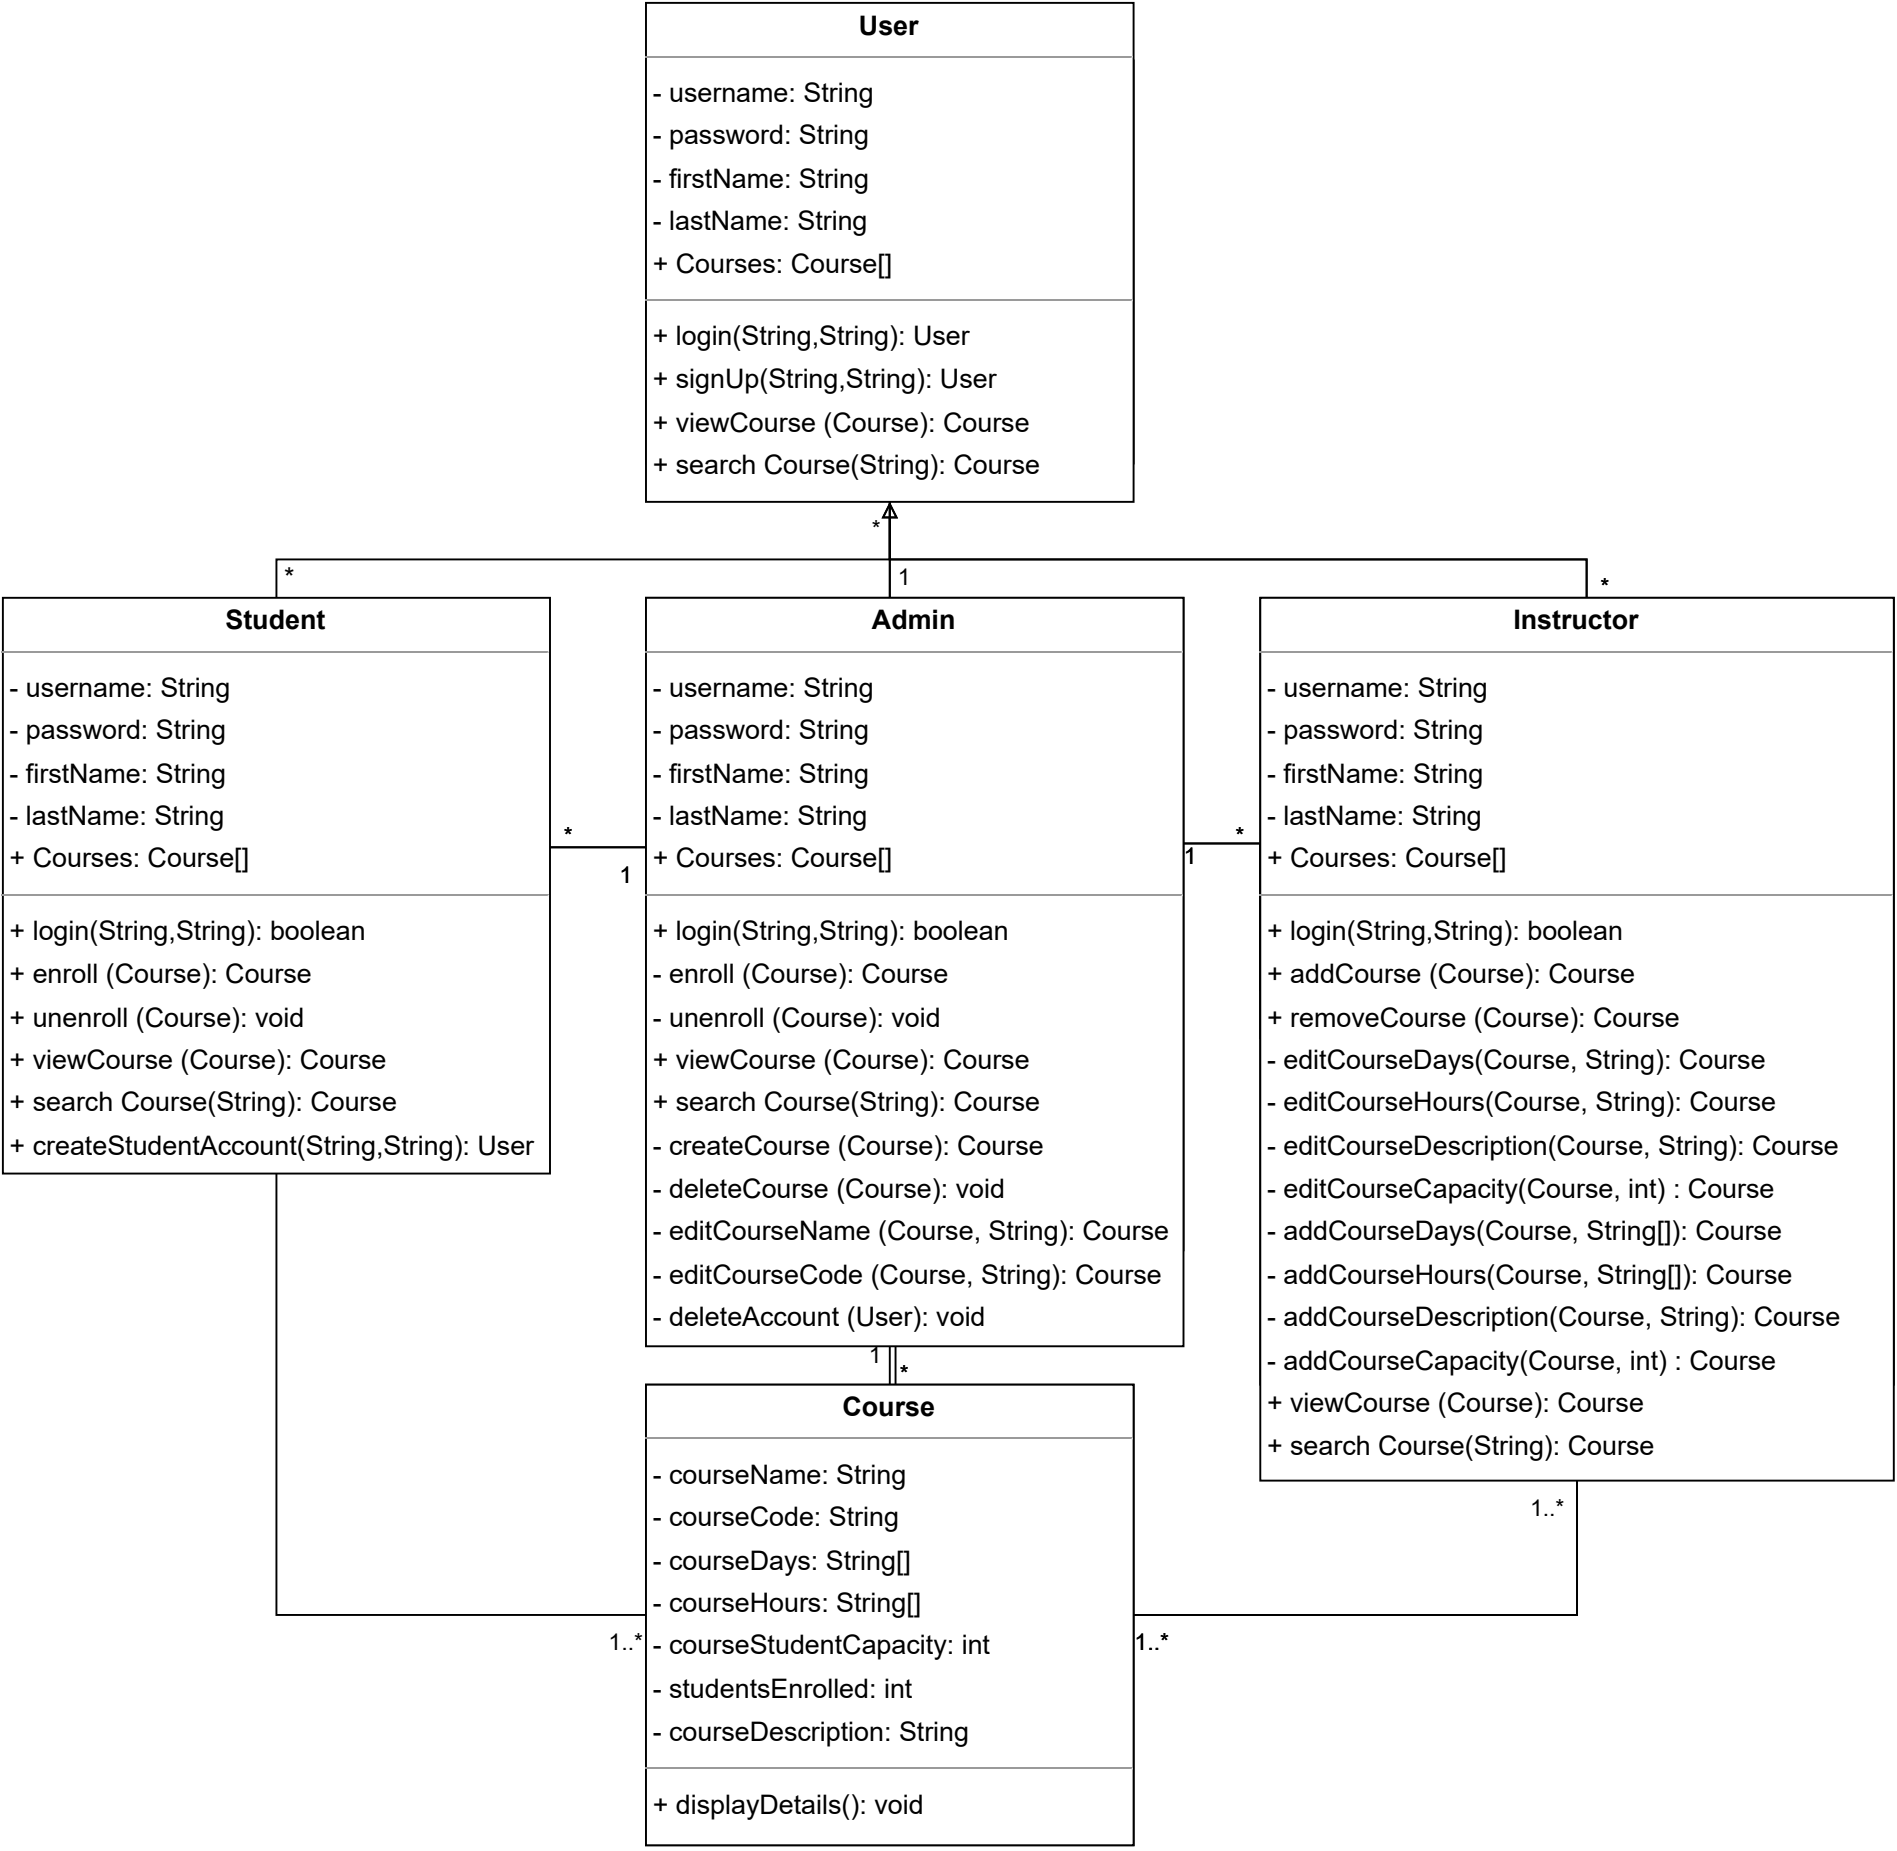 User
- username: String
- password: String
- firstName: String
- lastName: String
+ Courses: Course[]
+ login(String,String): User
+ signUp(String,String): User
+ viewCourse (Course): Course
+ search Course(String): Course
*
*
1
*
Student
- username: String
- password: String
- firstName: String
- lastName: String
+ Courses: Course[]
+ login(String,String): boolean
+ enroll (Course): Course
+ unenroll (Course): void
+ viewCourse (Course): Course
+ search Course(String): Course
+ createStudentAccount(String,String): User
*
1
Admin
- username: String
- password: String
- firstName: String
- lastName: String
+ Courses: Course[]
+ login(String,String): boolean
- enroll (Course): Course
- unenroll (Course): void
+ viewCourse (Course): Course
+ search Course(String): Course
- createCourse (Course): Course
- deleteCourse (Course): void
- editCourseName (Course, String): Course
- editCourseCode (Course, String): Course
- deleteAccount (User): void
*
1
Instructor
- username: String
- password: String
- firstName: String
- lastName: String
+ Courses: Course[]
+ login(String,String): boolean
+ addCourse (Course): Course
+ removeCourse (Course): Course
- editCourseDays(Course, String): Course
- editCourseHours(Course, String): Course
- editCourseDescription(Course, String): Course
- editCourseCapacity(Course, int) : Course
- addCourseDays(Course, String[]): Course
- addCourseHours(Course, String[]): Course
- addCourseDescription(Course, String): Course
- addCourseCapacity(Course, int) : Course
+ viewCourse (Course): Course
+ search Course(String): Course
1
*
1..*
Course
- courseName: String
- courseCode: String
- courseDays: String[]
- courseHours: String[]
- courseStudentCapacity: int
- studentsEnrolled: int
- courseDescription: String
+ displayDetails(): void
1..*
1..*